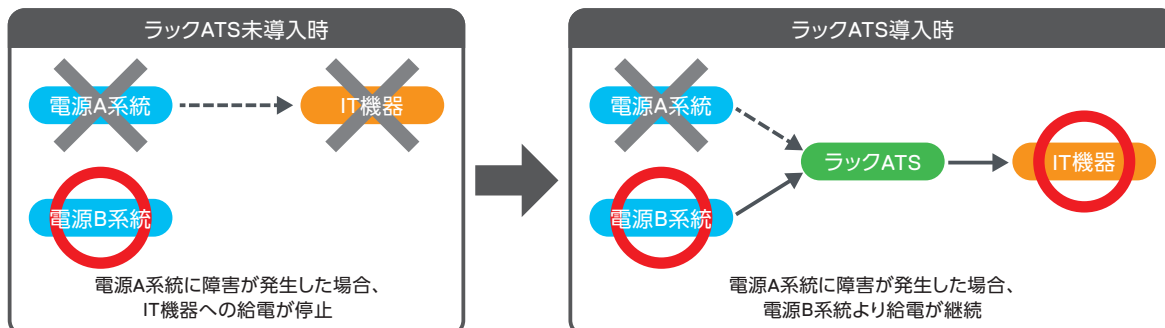 ラックATS未導入時
電源A系統
IT機器
電源B系統
電源A系統に障害が発生した場合、
IT機器への給電が停止
ラックATS導入時
電源A系統
ラックATS
IT機器
電源B系統
電源A系統に障害が発生した場合、
電源B系統より給電が継続